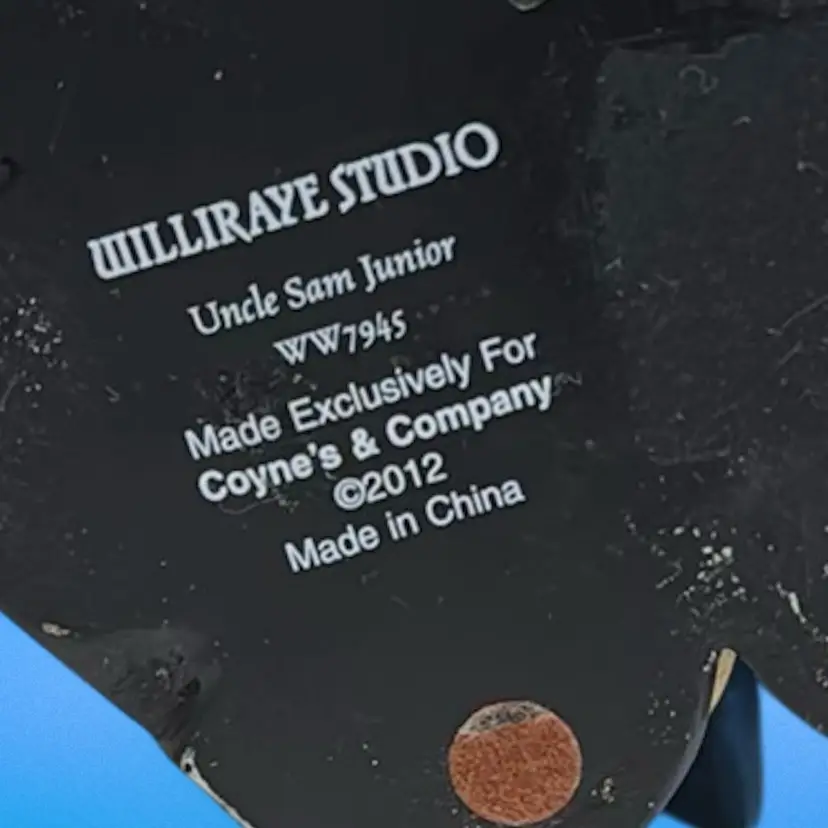 WILLIRAYE STUDIO
Uncle Sam Junior
WW7945
Made Exclusively For
Coyne's & Company
©2012
Made in China